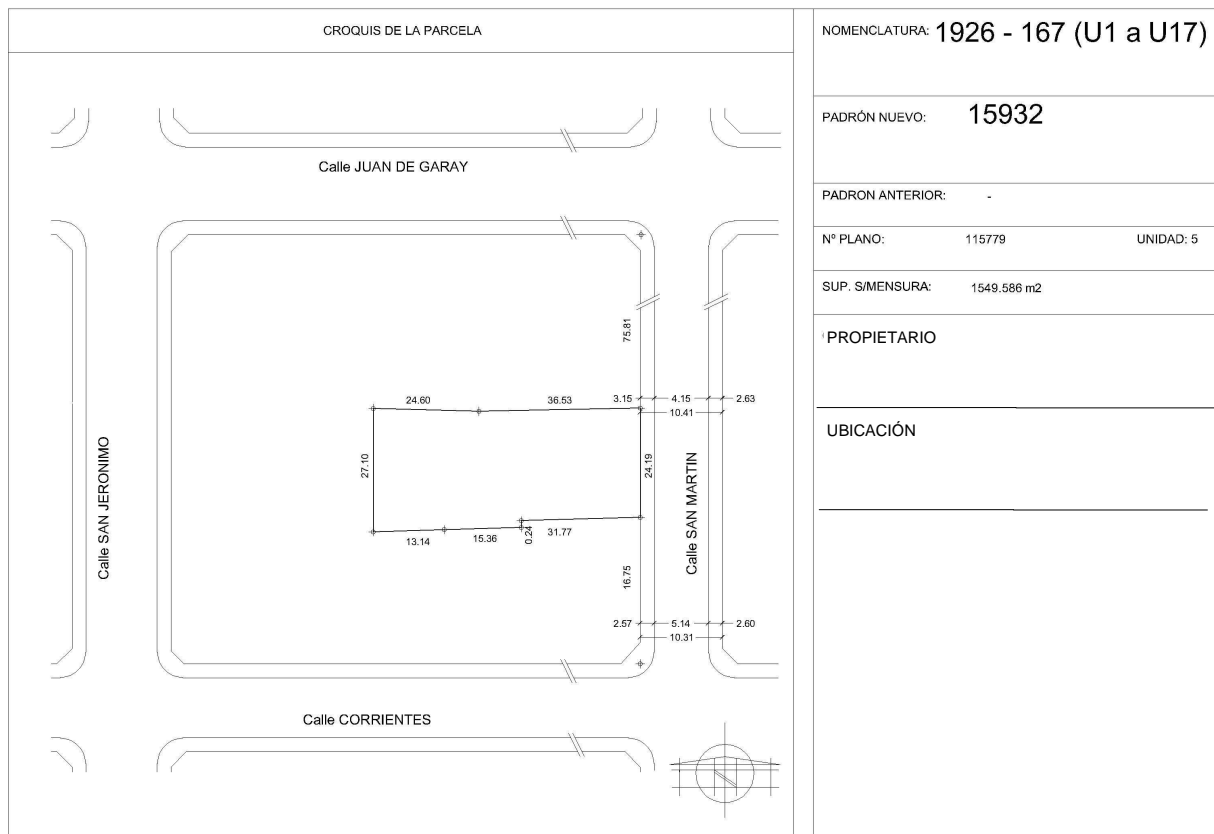 CROQUIS DE LA PARCELA
Calle JUAN DE GARAY
75.81
24.60
36.53
3.15
4.15
2.63
10.41
Calle SAN JERONIMO
27.10
24.19
Calle SAN MARTIN
13.14
15.36
0.24
31.77
16.75
2.57
5.14
2.60
10.31
Calle CORRIENTES
NOMENCLATURA: 1926 - 167 (U1 a U17)
PADRÓN NUEVO: 15932
PADRON ANTERIOR: -
Nº PLANO: 115779 UNIDAD: 5
SUP. S/MENSURA: 1549.586 m2
PROPIETARIO
UBICACIÓN